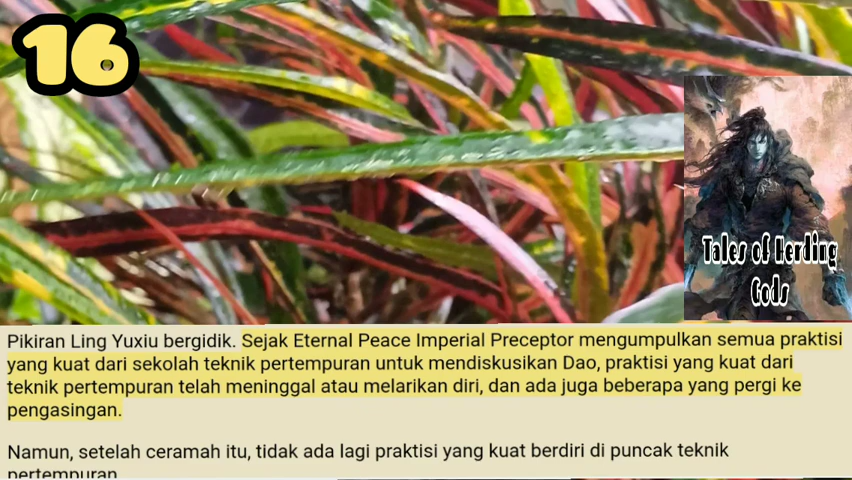 16
Tales of Herding
Gods
Pikiran Ling Yuxiu bergidik. Sejak Eternal Peace Imperial Preceptor mengumpulkan semua praktisi
yang kuat dari sekolah teknik pertempuran untuk mendiskusikan Dao, praktisi yang kuat dari
teknik pertempuran telah meninggal atau melarikan diri, dan ada juga beberapa yang pergi ke
pengasingan.
Namun, setelah ceramah itu, tidak ada lagi praktisi yang kuat berdiri di puncak teknik
pertempuran